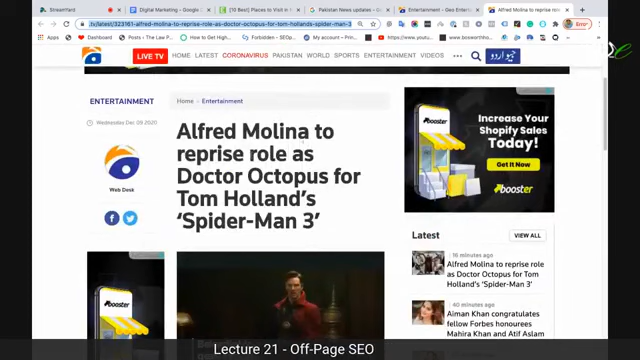 StreamYard
Digital Marketing - Google Do
[10 Best] Places to Visit in
Pakistan News updates - G
Entertainment - Geo Entertain
Alfred Molina to reprise role a
.tv/latest/323161-alfred-molina-to-reprise-role-as-doctor-octopus-for-tom-hollands-spider-man-3
Error
Dashboard
Posts ‹ The Law P
How to Get High
Forbidden - SEOp
My account – Prin
https://www.youtu
www.bosworthho
https://www
LIVE TV
HOME
LATEST
CORONAVIRUS
PAKISTAN
WORLD
SPORTS
ENTERTAINMENT
VIDEOS
جیو اردو
ENTERTAINMENT
Home
Entertainment
Wednesday Dec 09 2020
Web Desk
Alfred Molina to
reprise role as
Doctor Octopus for
Tom Holland's
'Spider-Man 3'
booster
Increase Your
Shopify Sales
Today!
Get It Now
booster
Latest
VIEW ALL
16 minutes ago
Alfred Molina to reprise role
as Doctor Octopus for Tom
Holland's 'Spider-Man 3'
40 minutes ago
Aiman Khan congratulates
fellow Forbes honourees
Mahira Khan and Atif Aslam
booster
Lecture 21 - Off-Page SEO